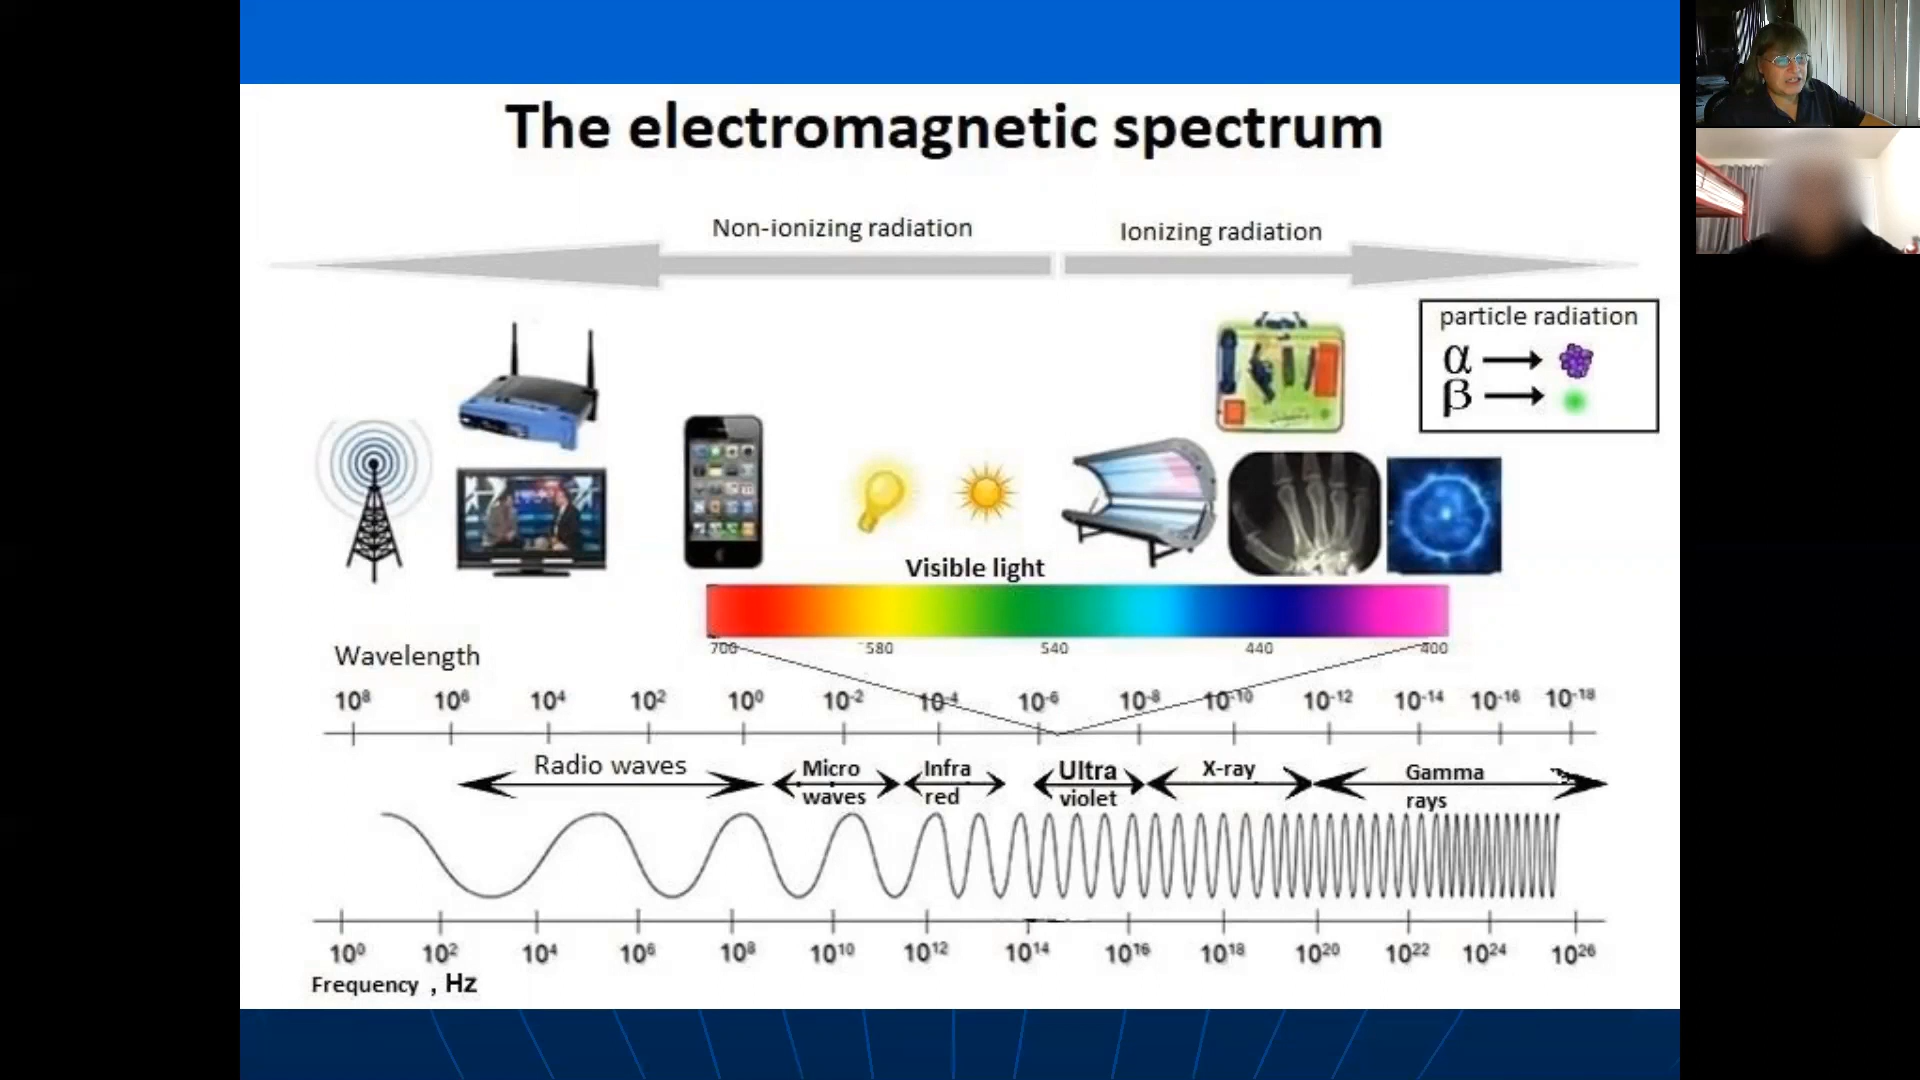 The electromagnetic spectrum
Non-ionizing radiation
Ionizing radiation
particle radiation
α
β
Visible light
700 580 540 440 400
Wavelength
10⁸ 10⁶ 10⁴ 10² 10⁰ 10⁻² 10⁻⁴ 10⁻⁶ 10⁻⁸ 10⁻¹⁰ 10⁻¹² 10⁻¹⁴ 10⁻¹⁶ 10⁻¹⁸
Radio waves
Micro
waves
Infra
red
Ultra
violet
X-ray
Gamma
rays
10⁰ 10² 10⁴ 10⁶ 10⁸ 10¹⁰ 10¹² 10¹⁴ 10¹⁶ 10¹⁸ 10²⁰ 10²² 10²⁴ 10²⁶
Frequency , Hz